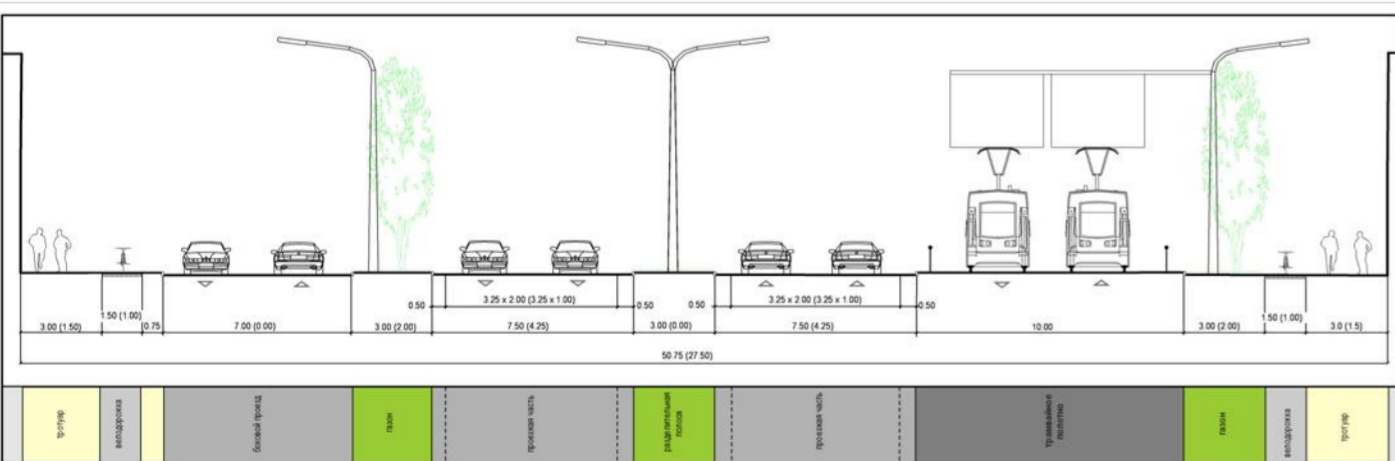 3.25 x 2.00 (3.25 x 1.00)
3.25 x 2.00 (3.25 x 1.00)
0.50
0.50
0.50
0.50
1.50 (1.00)
1.50 (1.00)
3.00 (1.50)
0.75
7.00 (0.00)
3.00 (2.00)
7.50 (4.25)
3.00 (0.00)
7.50 (4.25)
10.00
3.00 (2.00)
3.0 (1.5)
50.75 (27.50)
тротуар
велодорожка
боковой проезд
газон
проезжая часть
разделительная
полоса
проезжая часть
трамвайное
полотно
газон
велодорожка
тротуар